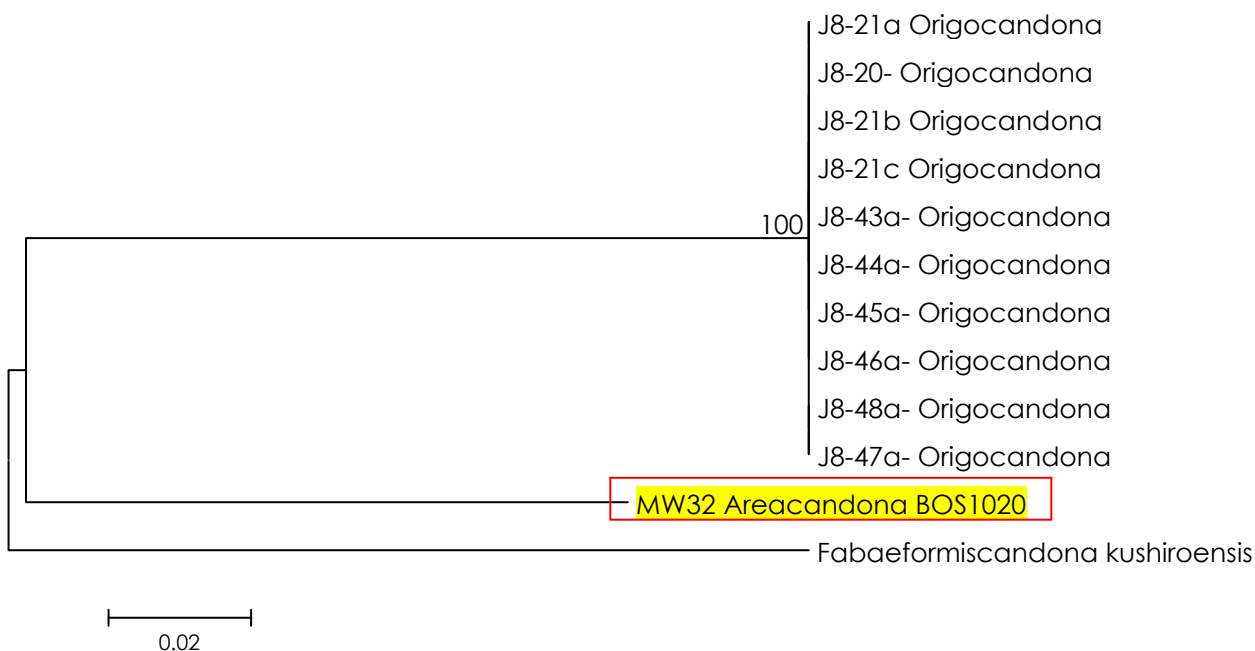 J8-21a Origocandona
J8-20- Origocandona
J8-21b Origocandona
J8-21c Origocandona
100
J8-43a- Origocandona
J8-44a- Origocandona
J8-45a- Origocandona
J8-46a- Origocandona
J8-48a- Origocandona
J8-47a- Origocandona
MW32 Areacandona BOS1020
Fabaeformiscandona kushiroensis
0.02